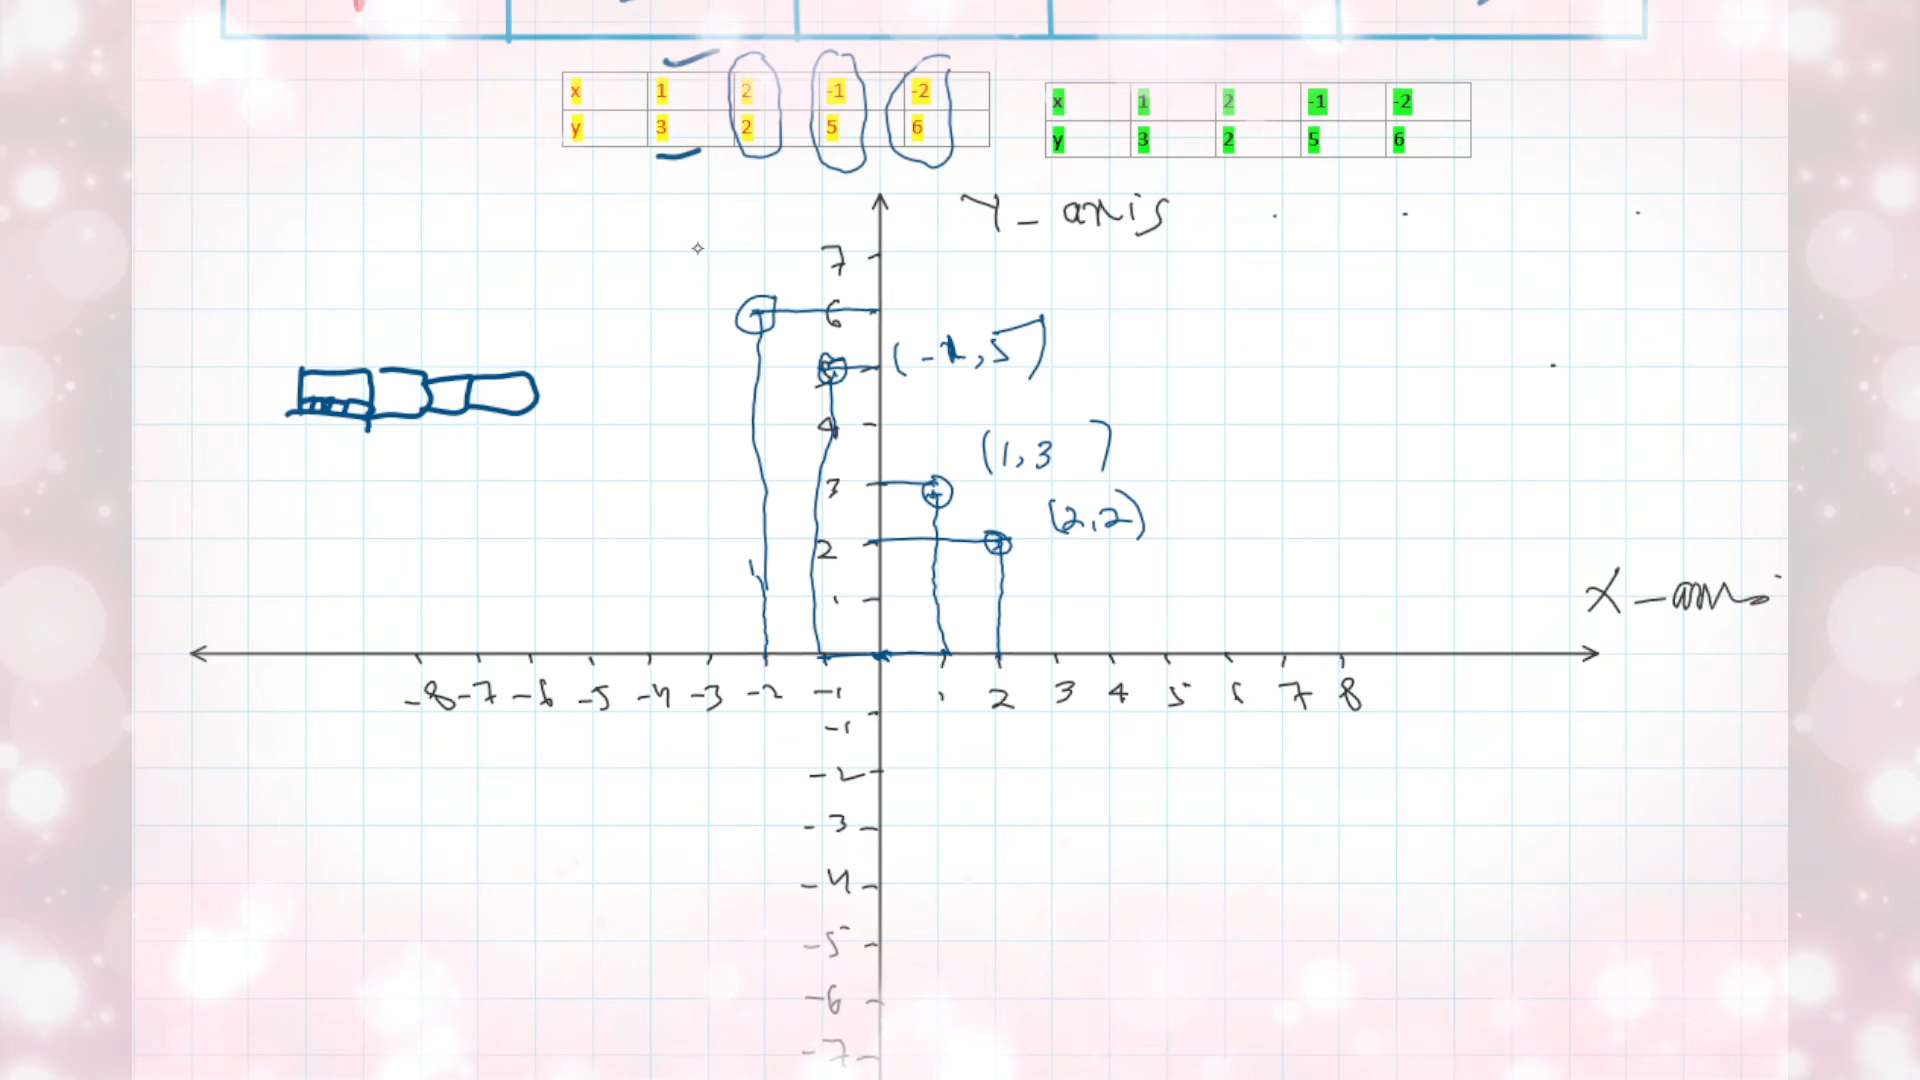 x 1 2 -1 -2
y 3 2 5 6
x 1 2 -1 -2
y 3 2 5 6
Y-axis
7
6
(-1,5)
5
4
(1,3)
3
(2,2)
2
1
X-axis
-8 -7 -6 -5 -4 -3 -2 -1 1 2 3 4 5 6 7 8
-1
-2
-3
-4
-5
-6
-7